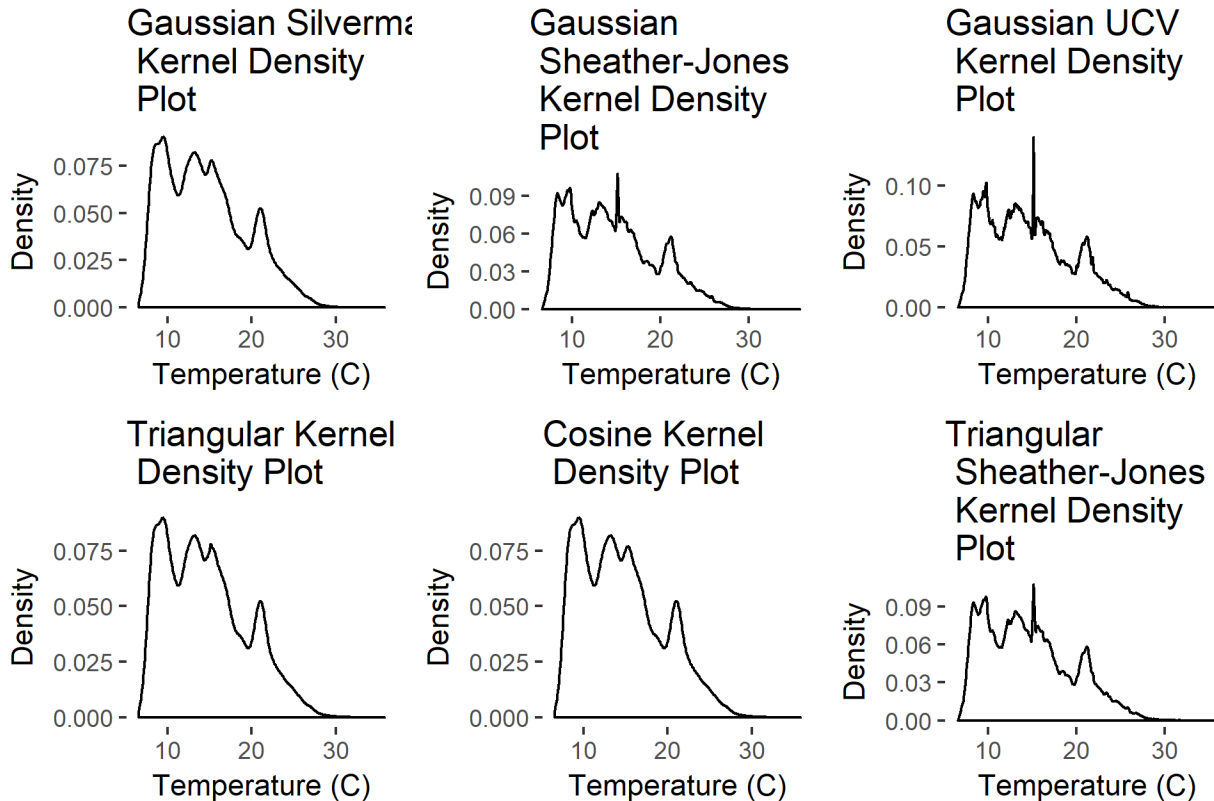 Gaussian Silverma
Kernel Density
Plot
0.075
0.050
0.025
0.000
Density
10 20 30
Temperature (C)
Gaussian
Sheather-Jones
Kernel Density
Plot
0.09
0.06
0.03
0.00
Density
10 20 30
Temperature (C)
Gaussian UCV
Kernel Density
Plot
0.10
0.05
0.00
Density
10 20 30
Temperature (C)
Triangular Kernel
Density Plot
0.075
0.050
0.025
0.000
Density
10 20 30
Temperature (C)
Cosine Kernel
Density Plot
0.075
0.050
0.025
0.000
Density
10 20 30
Temperature (C)
Triangular
Sheather-Jones
Kernel Density
Plot
0.09
0.06
0.03
0.00
Density
10 20 30
Temperature (C)